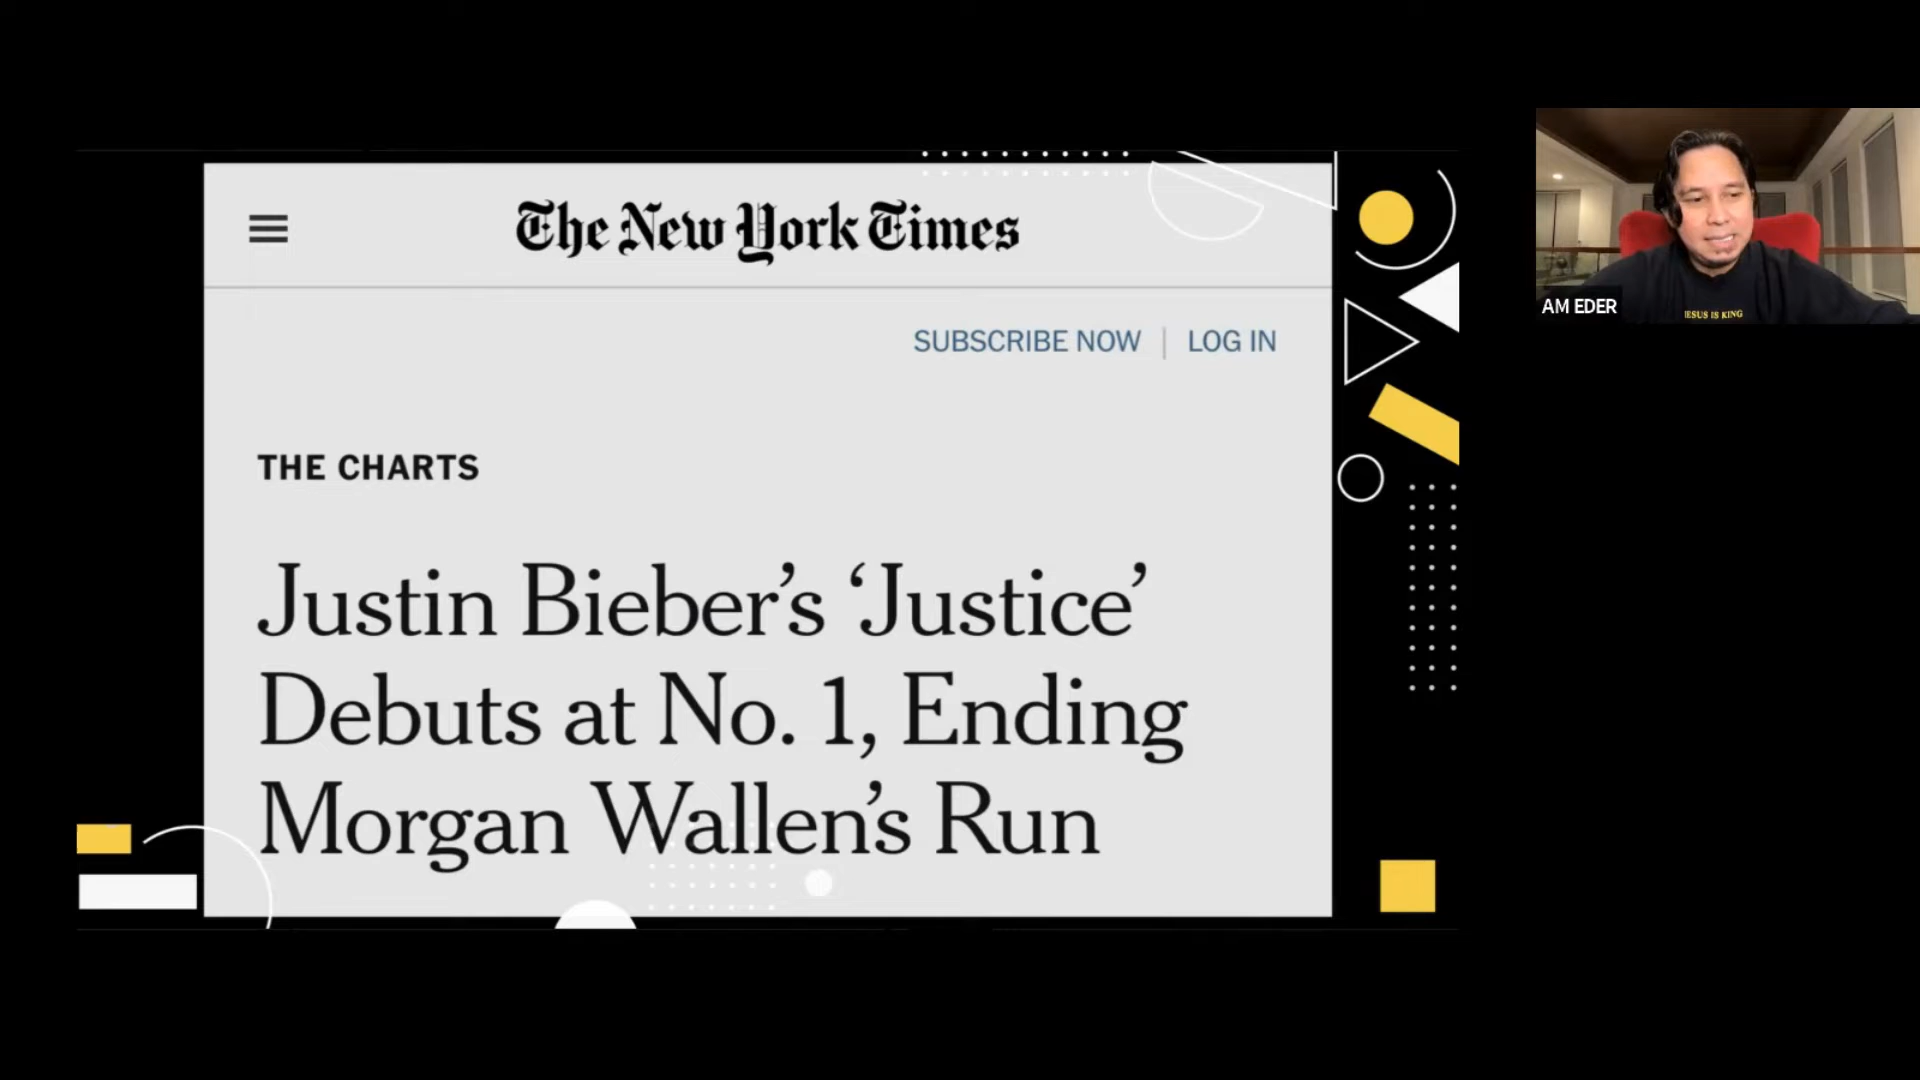 The New York Times
SUBSCRIBE NOW | LOG IN
THE CHARTS
Justin Bieber’s ‘Justice’
Debuts at No. 1, Ending
Morgan Wallen’s Run
AM EDER
JESUS IS KING